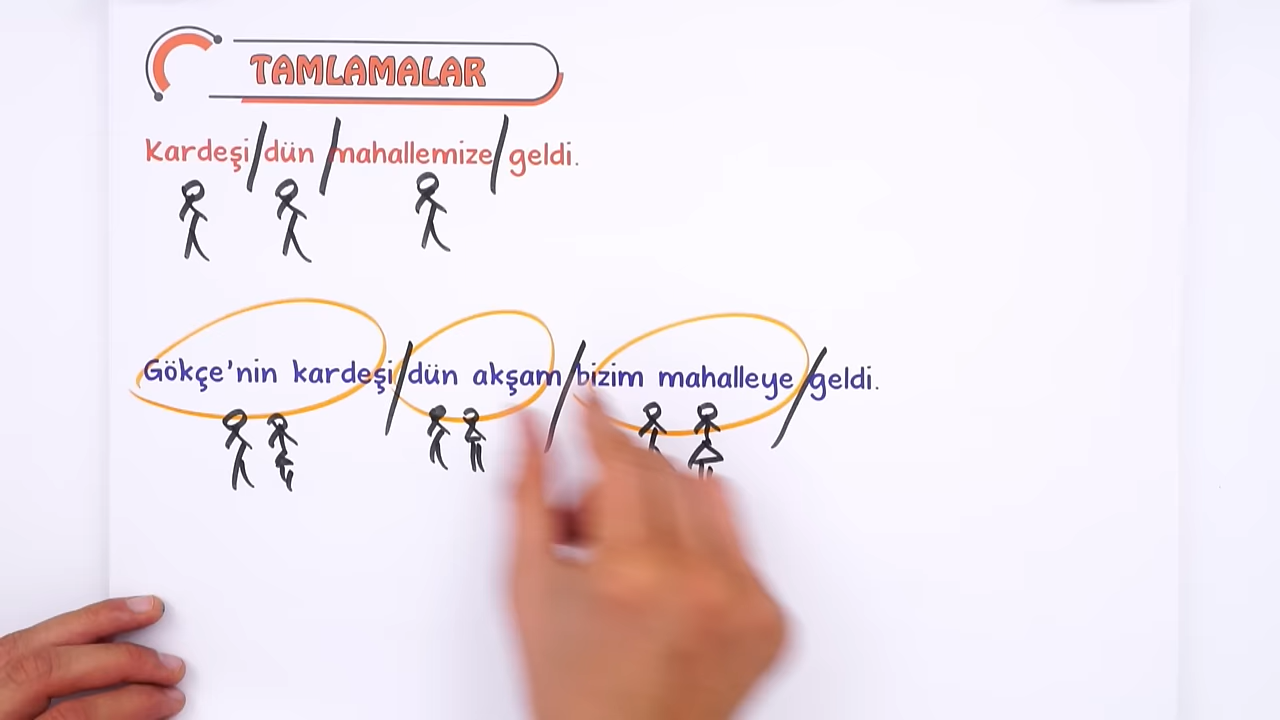 TAMLAMALAR
Kardeşi dün mahallemize geldi.
Gökçe'nin kardeşi dün akşam bizim mahalleye geldi.